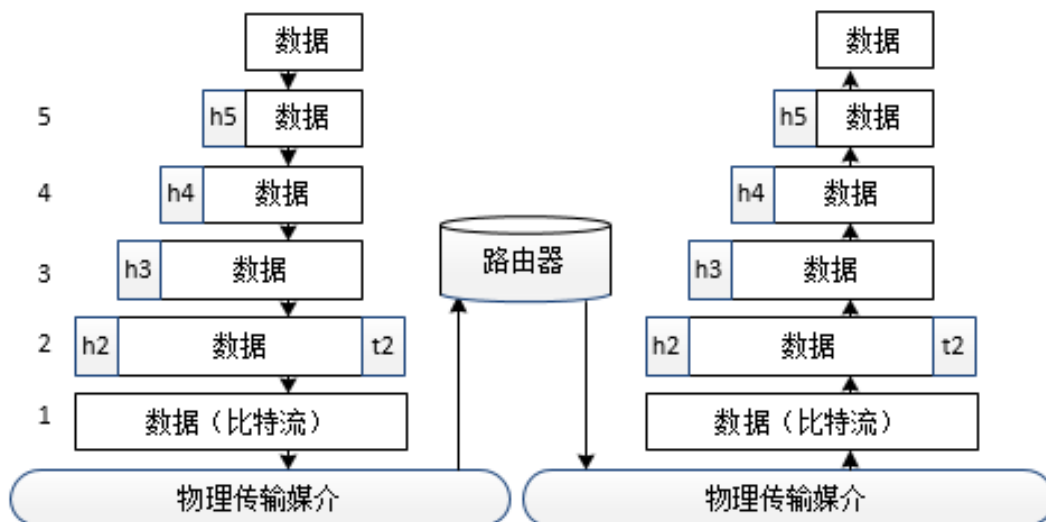 数据
数据
5
h5
数据
h5
数据
4
h4
数据
h4
数据
3
h3
数据
路由器
h3
数据
2
h2
数据
t2
h2
数据
t2
1
数据（比特流）
数据（比特流）
物理传输媒介
物理传输媒介